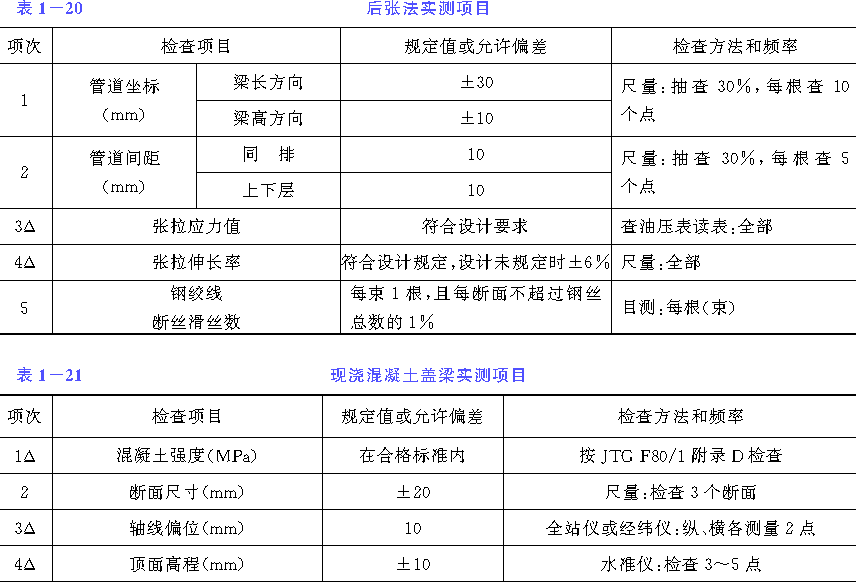 表1－20 后张法实测项目
项次 检查项目 规定值或允许偏差 检查方法和频率
1 管道坐标 (mm) 梁长方向 ±30 尺量:抽查 30%,每根查 10
个点
梁高方向 ±10
2 管道间距 (mm) 同 排 10 尺量:抽查 30%,每根查 5
个点
上下层 10
3Δ 张拉应力值 符合设计要求 查油压表读表:全部
4Δ 张拉伸长率 符合设计规定,设计未规定时±6% 尺量:全部
5 钢绞线 每束1根,且每断面不超过钢丝 目测:每根(束)
断丝滑丝数 总数的1%
表1－21 现浇混凝土盖梁实测项目
项次 检查项目 规定值或允许偏差 检查方法和频率
1Δ 混凝土强度(MPa) 在合格标准内 按JTG F80/1附录D检查
2 断面尺寸(mm) ±20 尺量:检查3个断面
3Δ 轴线偏位(mm) 10 全站仪或经纬仪:纵、横各测量2点
4Δ 顶面高程(mm) ±10 水准仪:检查3～5点